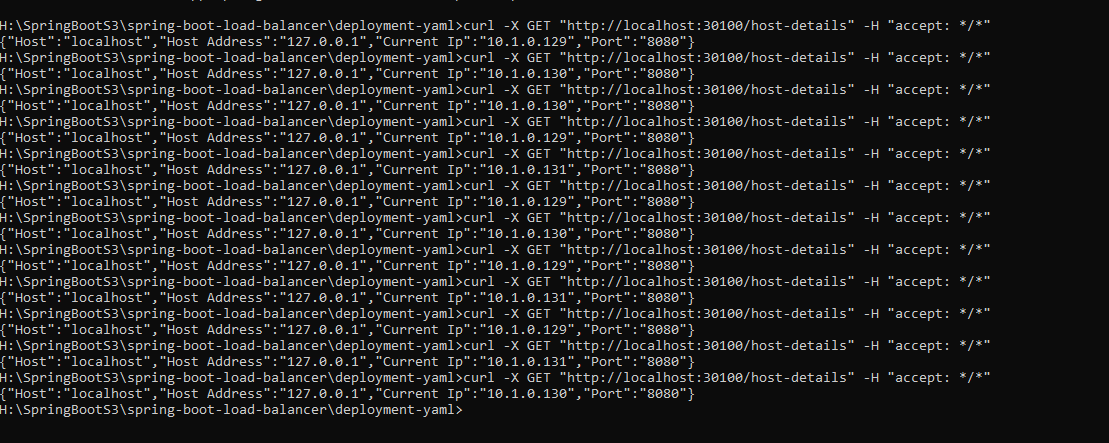 H:\SpringBootS3\spring-boot-load-balancer\deployment-yaml>curl -X GET "http://localhost:30100/host-details" -H "accept: */*"
{"Host":"localhost","Host Address":"127.0.0.1","Current Ip":"10.1.0.129","Port":"8080"}
H:\SpringBootS3\spring-boot-load-balancer\deployment-yaml>curl -X GET "http://localhost:30100/host-details" -H "accept: */*"
{"Host":"localhost","Host Address":"127.0.0.1","Current Ip":"10.1.0.130","Port":"8080"}
H:\SpringBootS3\spring-boot-load-balancer\deployment-yaml>curl -X GET "http://localhost:30100/host-details" -H "accept: */*"
{"Host":"localhost","Host Address":"127.0.0.1","Current Ip":"10.1.0.130","Port":"8080"}
H:\SpringBootS3\spring-boot-load-balancer\deployment-yaml>curl -X GET "http://localhost:30100/host-details" -H "accept: */*"
{"Host":"localhost","Host Address":"127.0.0.1","Current Ip":"10.1.0.129","Port":"8080"}
H:\SpringBootS3\spring-boot-load-balancer\deployment-yaml>curl -X GET "http://localhost:30100/host-details" -H "accept: */*"
{"Host":"localhost","Host Address":"127.0.0.1","Current Ip":"10.1.0.131","Port":"8080"}
H:\SpringBootS3\spring-boot-load-balancer\deployment-yaml>curl -X GET "http://localhost:30100/host-details" -H "accept: */*"
{"Host":"localhost","Host Address":"127.0.0.1","Current Ip":"10.1.0.129","Port":"8080"}
H:\SpringBootS3\spring-boot-load-balancer\deployment-yaml>curl -X GET "http://localhost:30100/host-details" -H "accept: */*"
{"Host":"localhost","Host Address":"127.0.0.1","Current Ip":"10.1.0.130","Port":"8080"}
H:\SpringBootS3\spring-boot-load-balancer\deployment-yaml>curl -X GET "http://localhost:30100/host-details" -H "accept: */*"
{"Host":"localhost","Host Address":"127.0.0.1","Current Ip":"10.1.0.129","Port":"8080"}
H:\SpringBootS3\spring-boot-load-balancer\deployment-yaml>curl -X GET "http://localhost:30100/host-details" -H "accept: */*"
{"Host":"localhost","Host Address":"127.0.0.1","Current Ip":"10.1.0.131","Port":"8080"}
H:\SpringBootS3\spring-boot-load-balancer\deployment-yaml>curl -X GET "http://localhost:30100/host-details" -H "accept: */*"
{"Host":"localhost","Host Address":"127.0.0.1","Current Ip":"10.1.0.129","Port":"8080"}
H:\SpringBootS3\spring-boot-load-balancer\deployment-yaml>curl -X GET "http://localhost:30100/host-details" -H "accept: */*"
{"Host":"localhost","Host Address":"127.0.0.1","Current Ip":"10.1.0.131","Port":"8080"}
H:\SpringBootS3\spring-boot-load-balancer\deployment-yaml>curl -X GET "http://localhost:30100/host-details" -H "accept: */*"
{"Host":"localhost","Host Address":"127.0.0.1","Current Ip":"10.1.0.130","Port":"8080"}
H:\SpringBootS3\spring-boot-load-balancer\deployment-yaml>